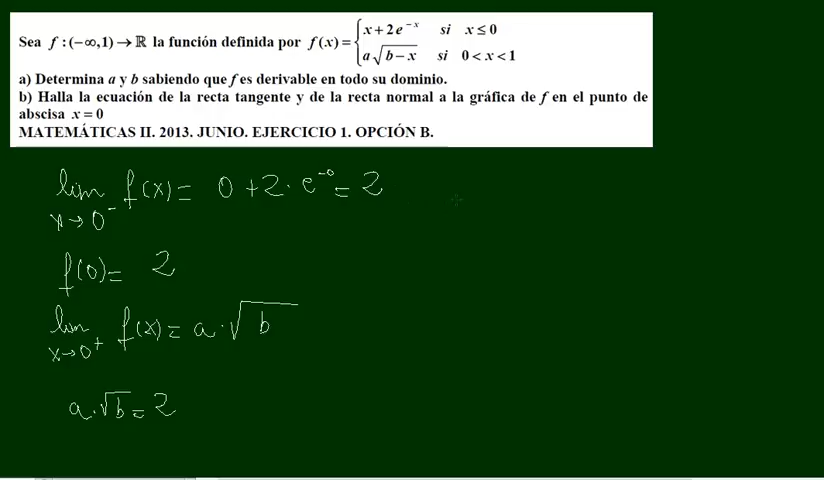 Sea f : (-∞,1) → ℝ la función definida por f(x) = { x + 2e^{-x} si x ≤ 0
a√(b-x) si 0 < x < 1
a) Determina a y b sabiendo que f es derivable en todo su dominio.
b) Halla la ecuación de la recta tangente y de la recta normal a la gráfica de f en el punto de
abscisa x = 0
MATEMÁTICAS II. 2013. JUNIO. EJERCICIO 1. OPCIÓN B.
lim f(x) = 0 + 2 · e^{-0} = 2
x→0^-
f(0) = 2
lim f(x) = a · √b
x→0^+
a · √b = 2